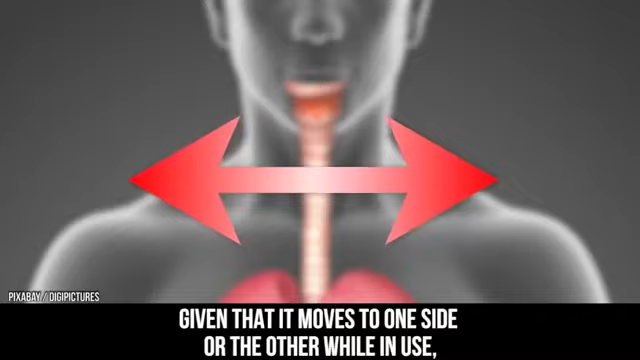 PIXABAY / DIGIPICTURES
GIVEN THAT IT MOVES TO ONE SIDE
OR THE OTHER WHILE IN USE,